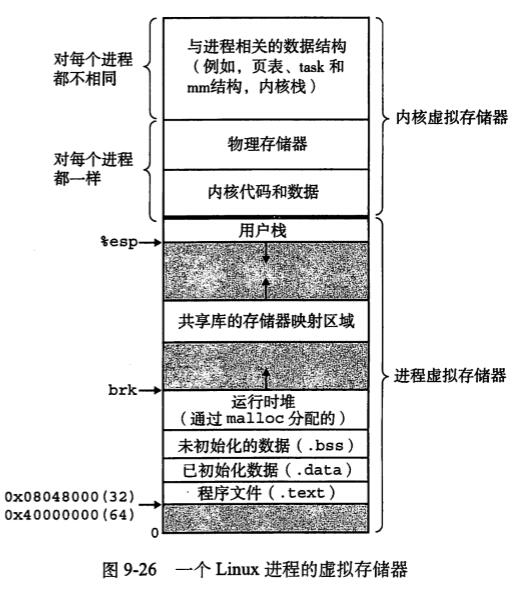 与进程相关的数据结构
（例如，页表、task 和
mm结构，内核栈）
对每个进程
都不相同
内核虚拟存储器
物理存储器
对每个进程
都一样
内核代码和数据
用户栈
%esp
共享库的存储器映射区域
进程虚拟存储器
brk
运行时堆
（通过 malloc 分配的）
未初始化的数据（.bss）
已初始化数据（.data）
程序文件（.text）
0x08048000(32)
0x40000000(64)
0
图 9-26 一个 Linux 进程的虚拟存储器